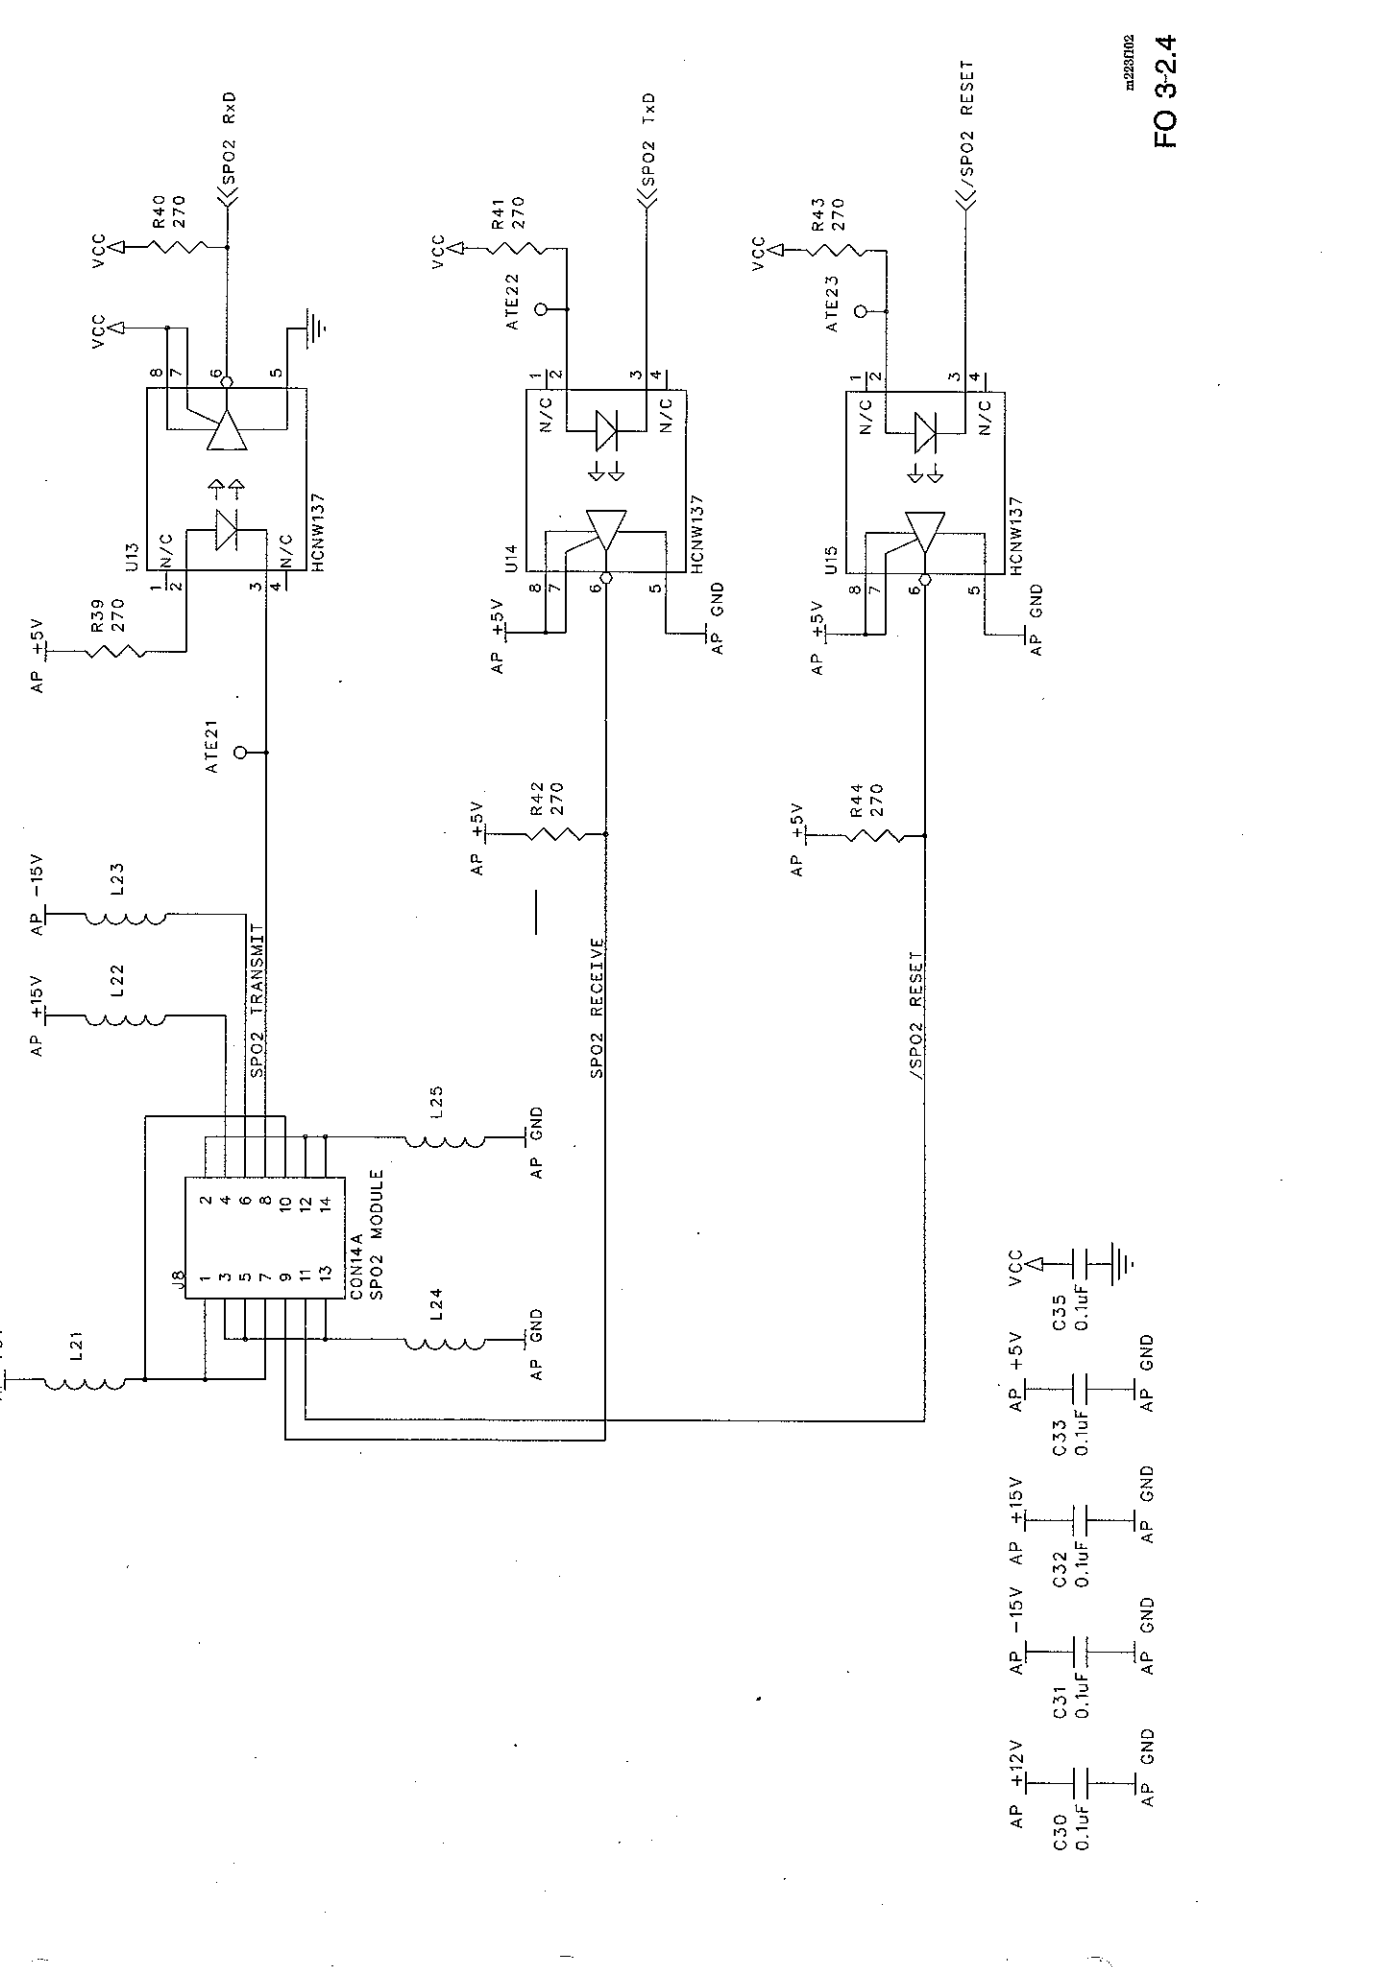 m223f102
FO 3-2.4
AP -15V
L23
AP +15V
L22
L21
AP +5V
R39
270
ATE21
SPO2 TRANSMIT
U13
1
2
N/C
3
4
N/C
HCNW137
8
7
6
5
VCC
VCC
R40
270
SPO2 RxD
J8
1
3
5
7
9
11
13
2
4
6
8
10
12
14
CON14A
SPO2 MODULE
L24
AP GND
L25
AP GND
SPO2 RECEIVE
AP +5V
R42
270
AP +5V
U14
8
7
6
5
AP GND
HCNW137
N/C
1
2
3
4
N/C
ATE22
VCC
R41
270
SPO2 TxD
/SPO2 RESET
AP +5V
R44
270
AP +5V
U15
8
7
6
5
AP GND
HCNW137
N/C
1
2
3
4
N/C
ATE23
VCC
R43
270
/SPO2 RESET
AP +12V
C30
0.1uF
AP GND
AP -15V
C31
0.1uF
AP GND
AP +15V
C32
0.1uF
AP GND
AP +5V
C33
0.1uF
AP GND
VCC
C35
0.1uF